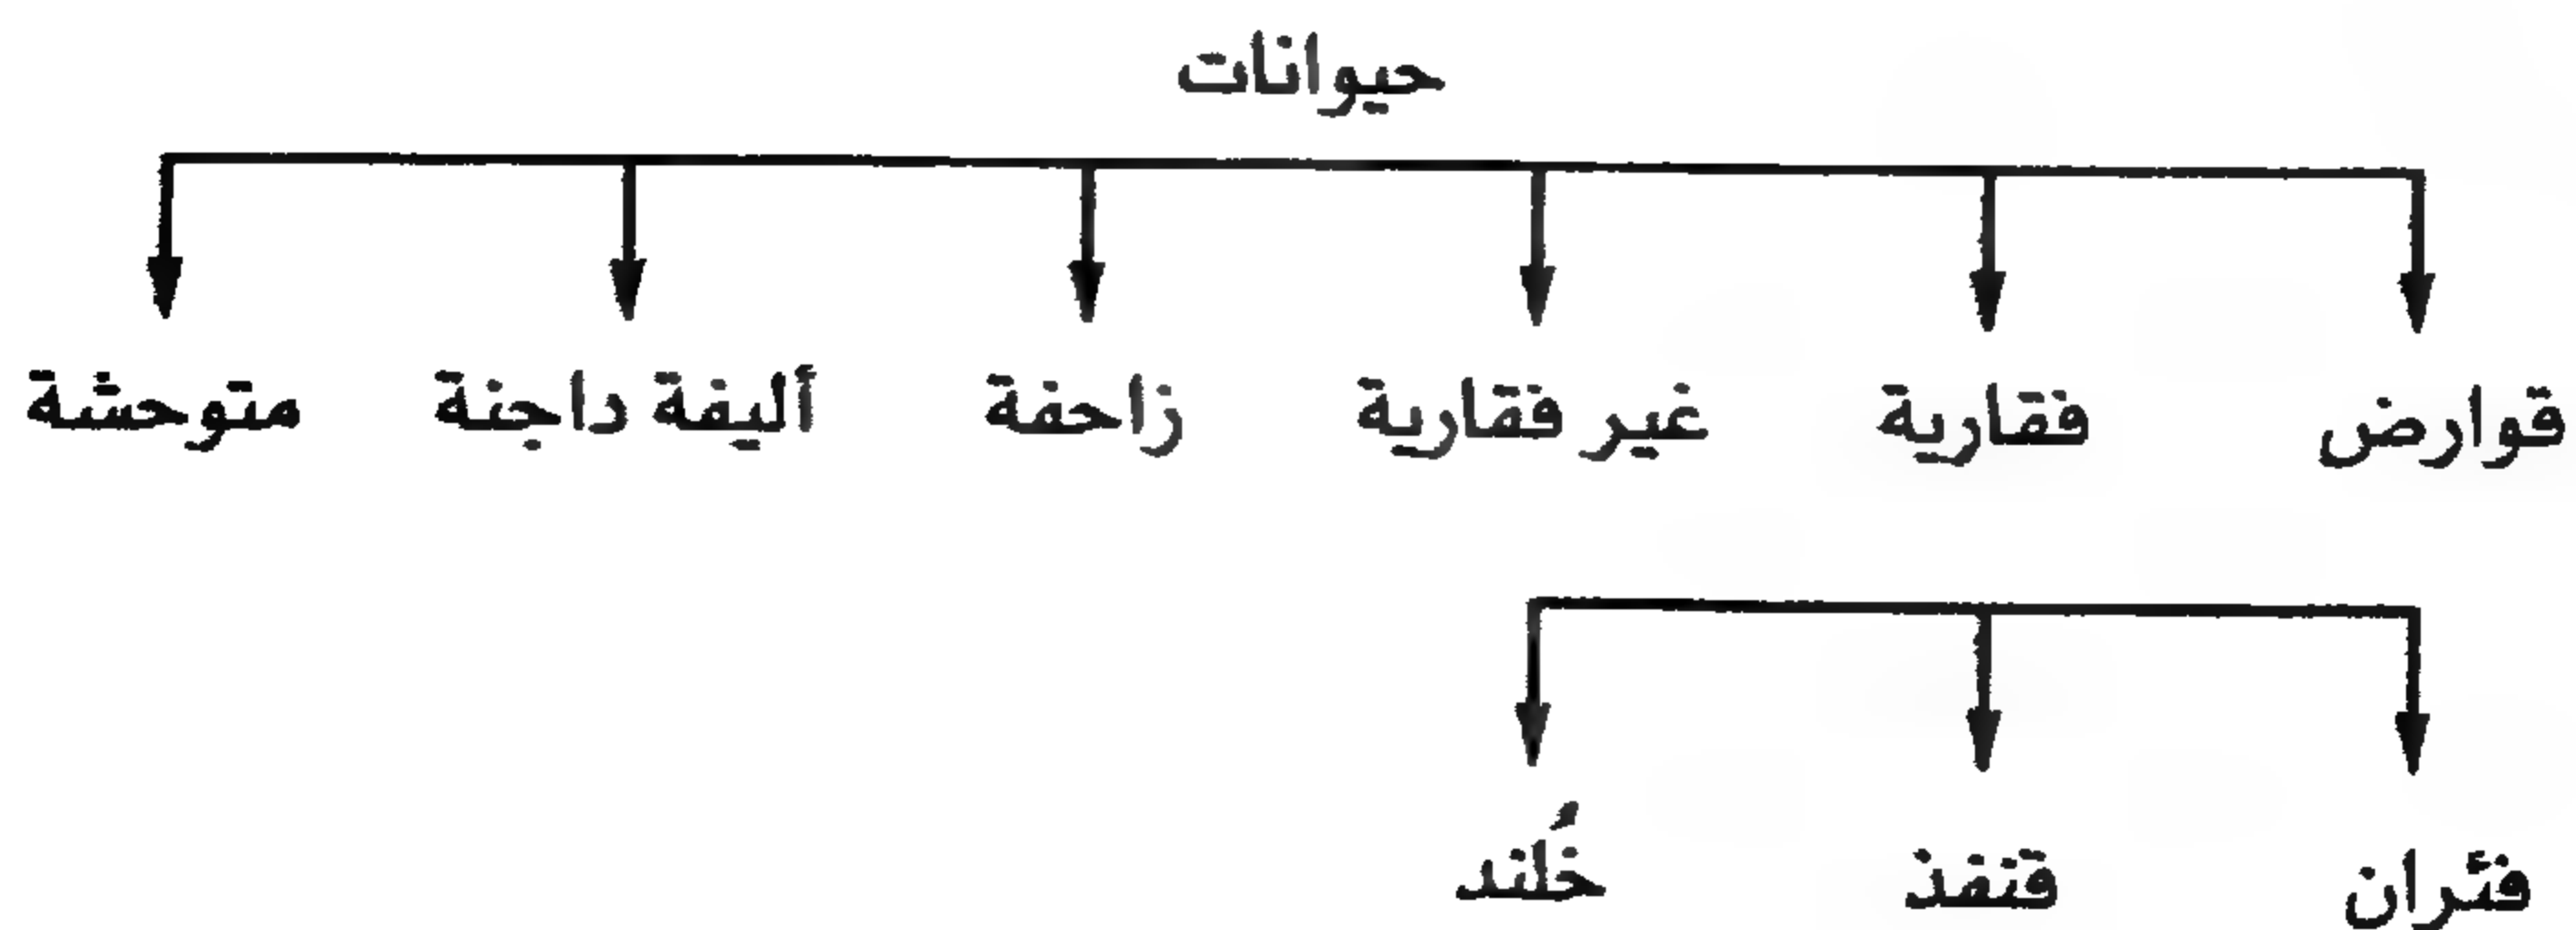 حيوانات
قوارض فقارية غير فقارية زاحفة أليفة داجنة متوحشة
فئران قنفذ خُلند